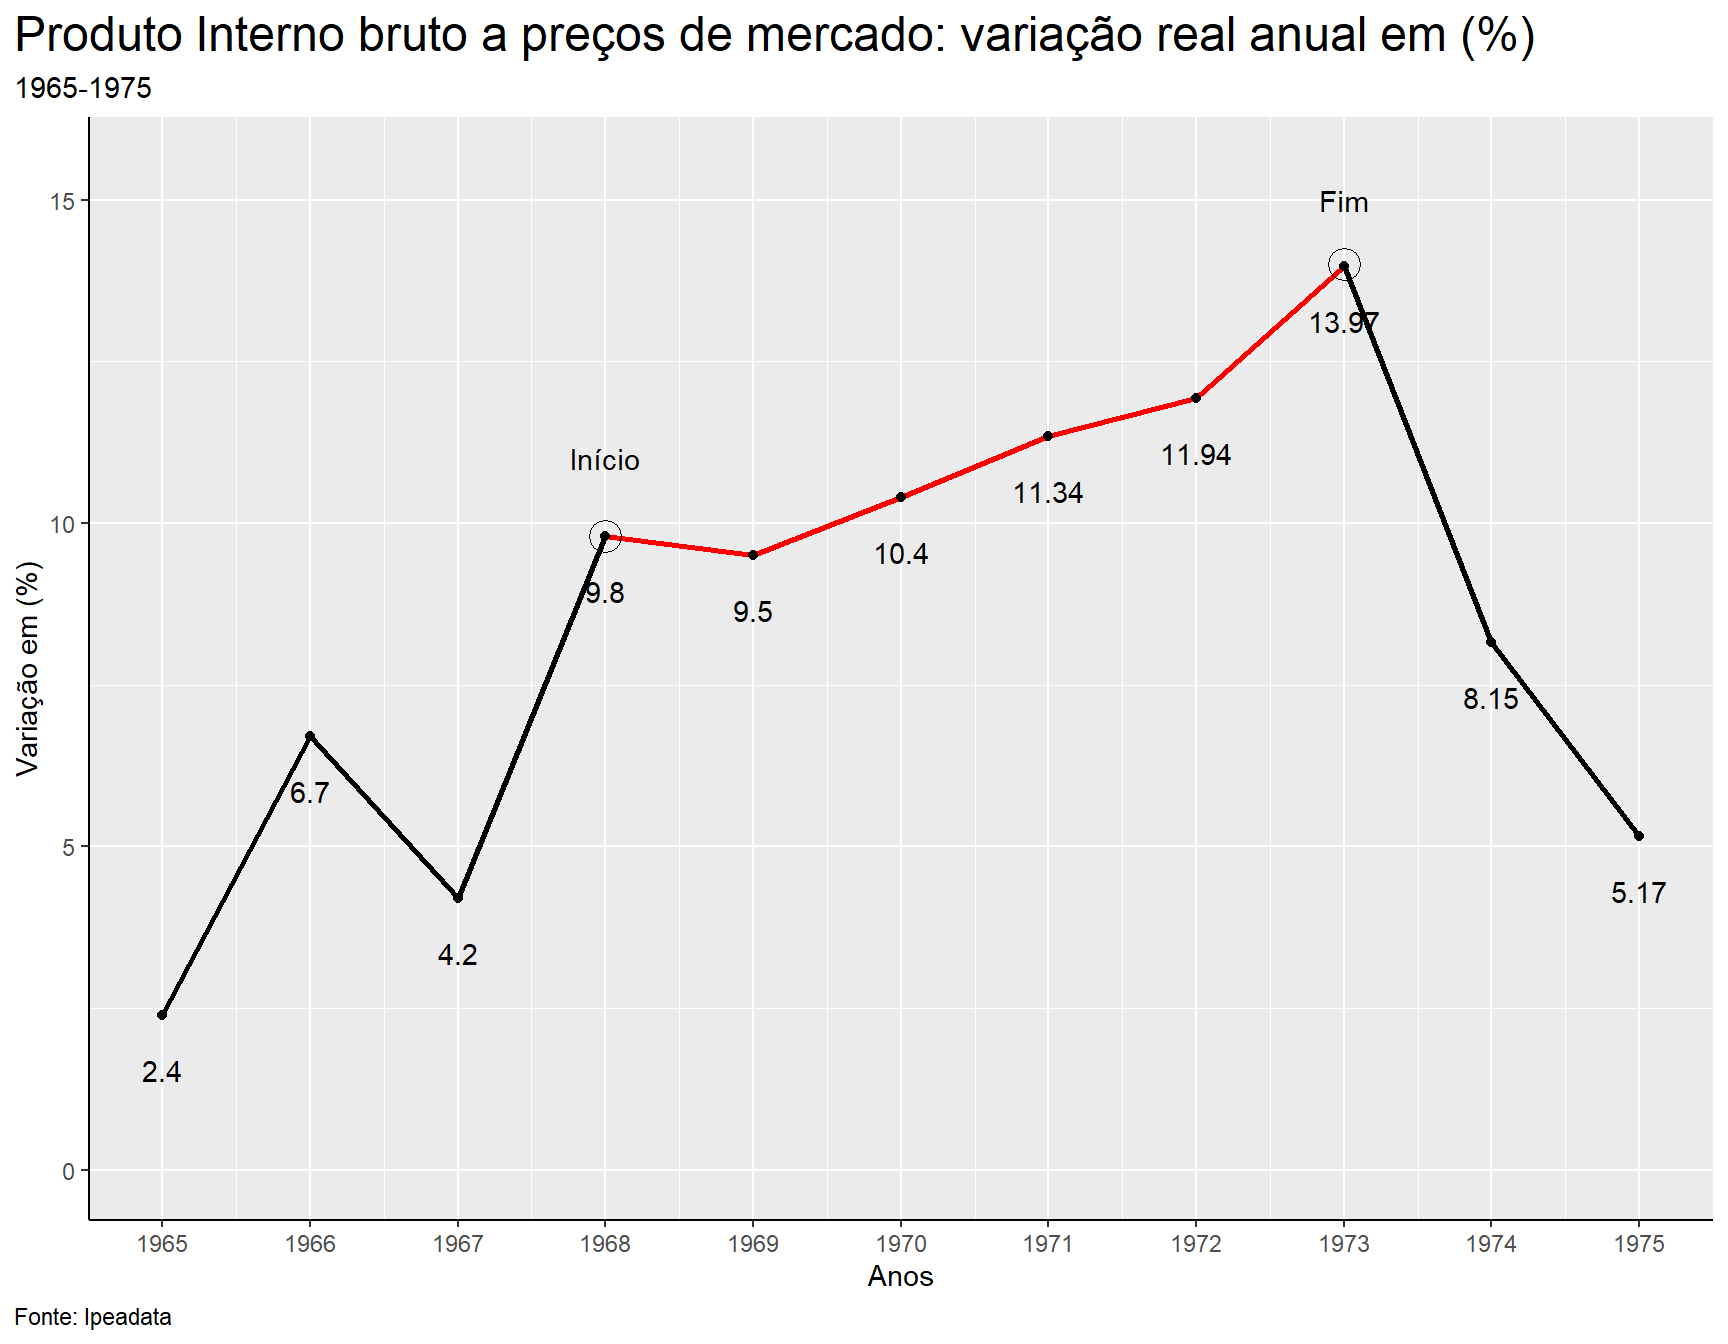 Produto Interno bruto a preços de mercado: variação real anual em (%)
1965-1975
Variação em (%)
15
10
5
0
Fim
13.97
Início
11.94
11.34
10.4
9.8
9.5
8.15
6.7
5.17
4.2
2.4
1965 1966 1967 1968 1969 1970 1971 1972 1973 1974 1975
Anos
Fonte: Ipeadata